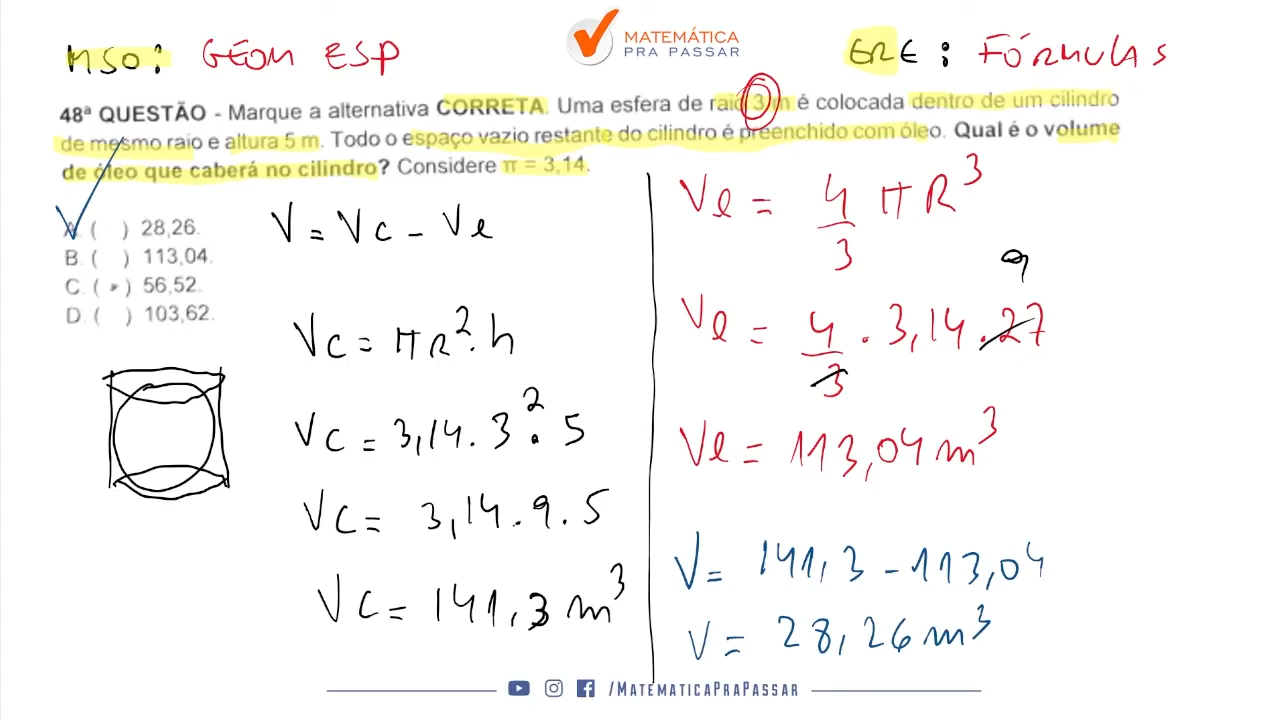 MSO: GEOM ESP
MATEMÁTICA
PRA PASSAR
ERE: FÓRMULAS
48ª QUESTÃO - Marque a alternativa CORRETA. Uma esfera de raio 3 m é colocada dentro de um cilindro
de mesmo raio e altura 5 m. Todo o espaço vazio restante do cilindro é preenchido com óleo. Qual é o volume
de óleo que caberá no cilindro? Considere π = 3,14.
A. ( ) 28,26.
B ( ) 113,04.
C. ( ) 56,52.
D. ( ) 103,62.
V = Vc - Ve
Vc = πR². h
Vc = 3,14. 3² . 5
Vc = 3,14. 9. 5
Vc = 141,3 m³
Ve = 4/3 π R³
Ve = 4/3 . 3,14 . 27
9
Ve = 113,04 m³
V = 141,3 - 113,04
V = 28,26 m³
/MatematicaPraPassar